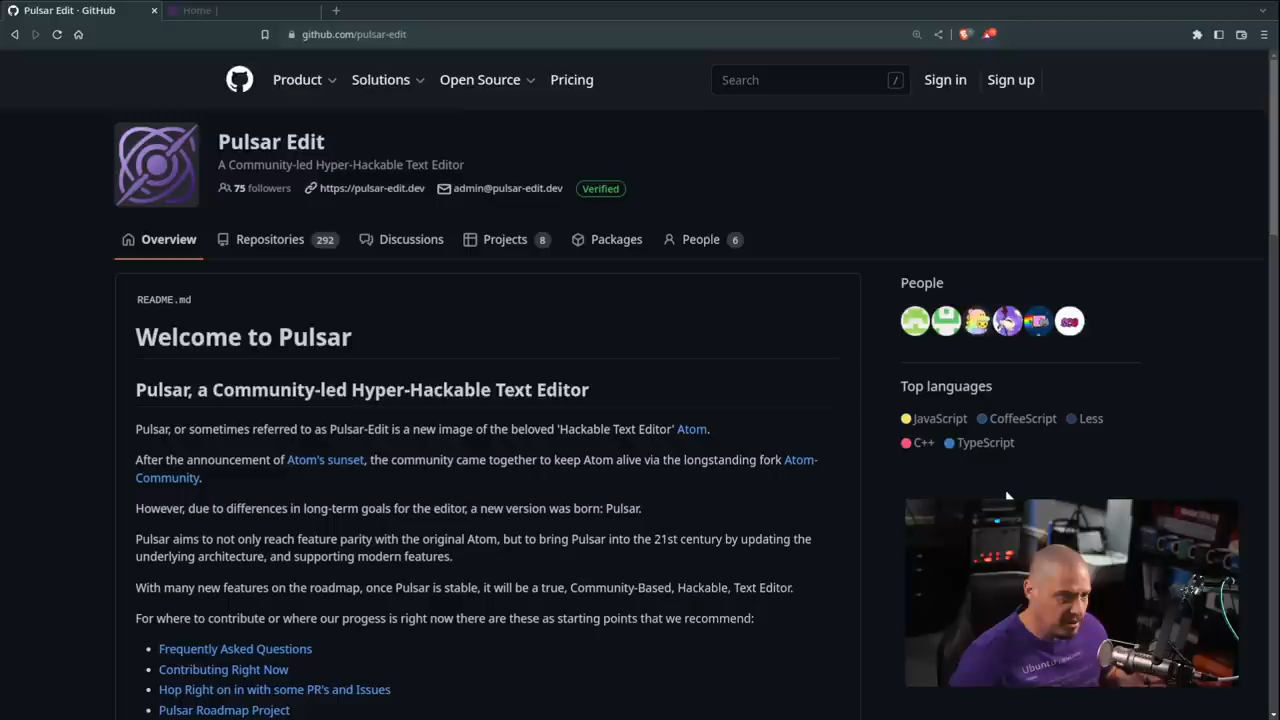 Pulsar Edit · GitHub
Home |
github.com/pulsar-edit
Product
Solutions
Open Source
Pricing
Search
/
Sign in
Sign up
Pulsar Edit
A Community-led Hyper-Hackable Text Editor
75 followers
https://pulsar-edit.dev
admin@pulsar-edit.dev
Verified
Overview
Repositories 292
Discussions
Projects 8
Packages
People 6
README.md
Welcome to Pulsar
Pulsar, a Community-led Hyper-Hackable Text Editor
Pulsar, or sometimes referred to as Pulsar-Edit is a new image of the beloved 'Hackable Text Editor' Atom.
After the announcement of Atom's sunset, the community came together to keep Atom alive via the longstanding fork Atom-
Community.
However, due to differences in long-term goals for the editor, a new version was born: Pulsar.
Pulsar aims to not only reach feature parity with the original Atom, but to bring Pulsar into the 21st century by updating the
underlying architecture, and supporting modern features.
With many new features on the roadmap, once Pulsar is stable, it will be a true, Community-Based, Hackable, Text Editor.
For where to contribute or where our progess is right now there are these as starting points that we recommend:
Frequently Asked Questions
Contributing Right Now
Hop Right on in with some PR's and Issues
Pulsar Roadmap Project
People
Top languages
JavaScript
CoffeeScript
Less
C++
TypeScript